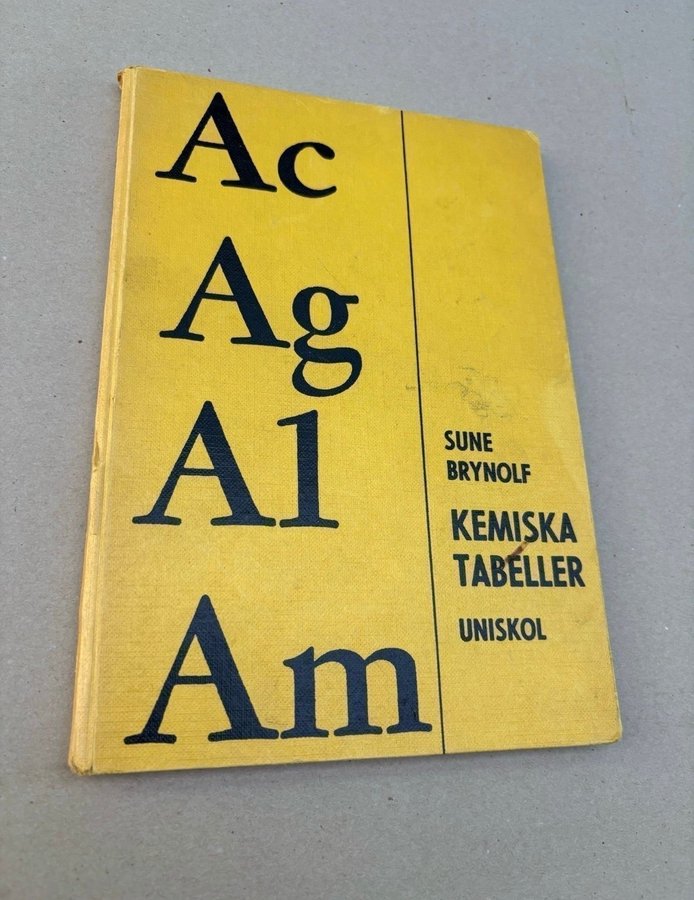 Ac
Ag
Al
Am
SUNE
BRYNOLF
KEMISKA
TABELLER
UNISKOL